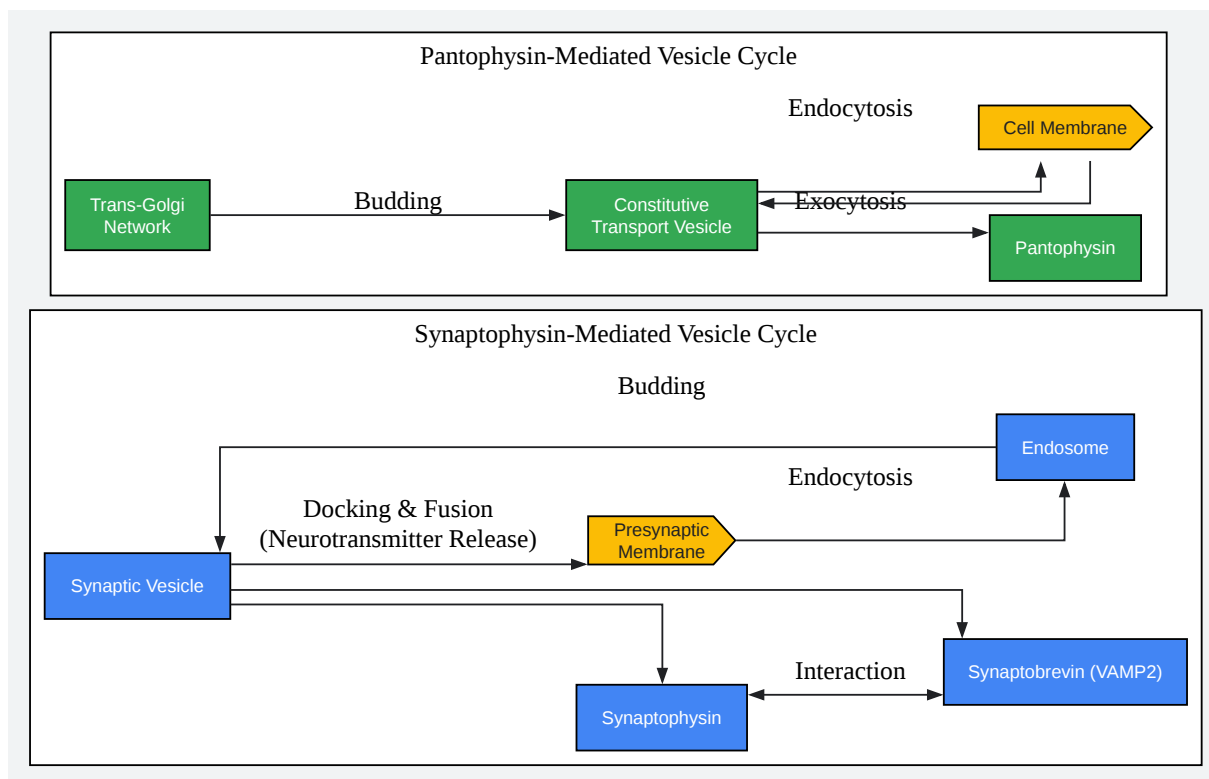 Pantophysin-Mediated Vesicle Cycle
Endocytosis
Cell Membrane
Trans-Golgi
Network
Budding
Constitutive
Transport Vesicle
Exocytosis
Pantophysin
Synaptophysin-Mediated Vesicle Cycle
Budding
Endosome
Endocytosis
Docking & Fusion
(Neurotransmitter Release)
Presynaptic
Membrane
Synaptic Vesicle
Interaction
Synaptobrevin (VAMP2)
Synaptophysin